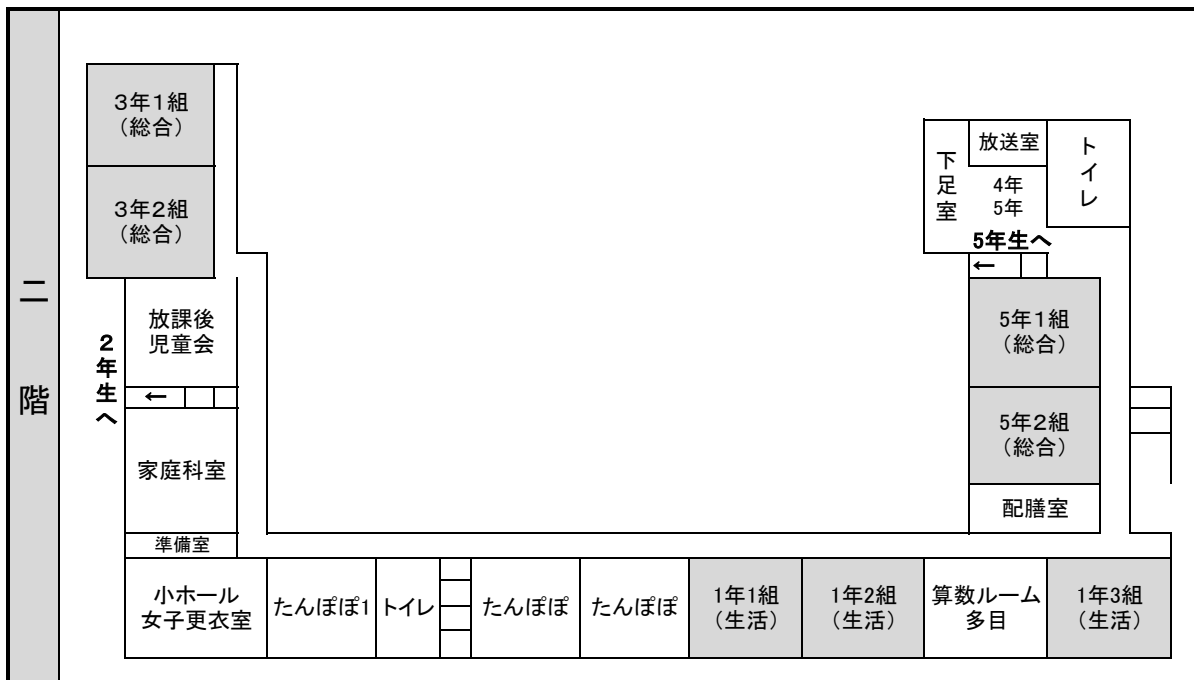 二階
3年1組
（総合）
3年2組
（総合）
放課後
児童会
2年生へ
←
家庭科室
準備室
小ホール
女子更衣室
たんぽぽ1
トイレ
たんぽぽ
たんぽぽ
1年1組
（生活）
1年2組
（生活）
算数ルーム
多目
1年3組
（生活）
下足室
放送室
4年
5年
トイレ
5年生へ
←
5年1組
（総合）
5年2組
（総合）
配膳室